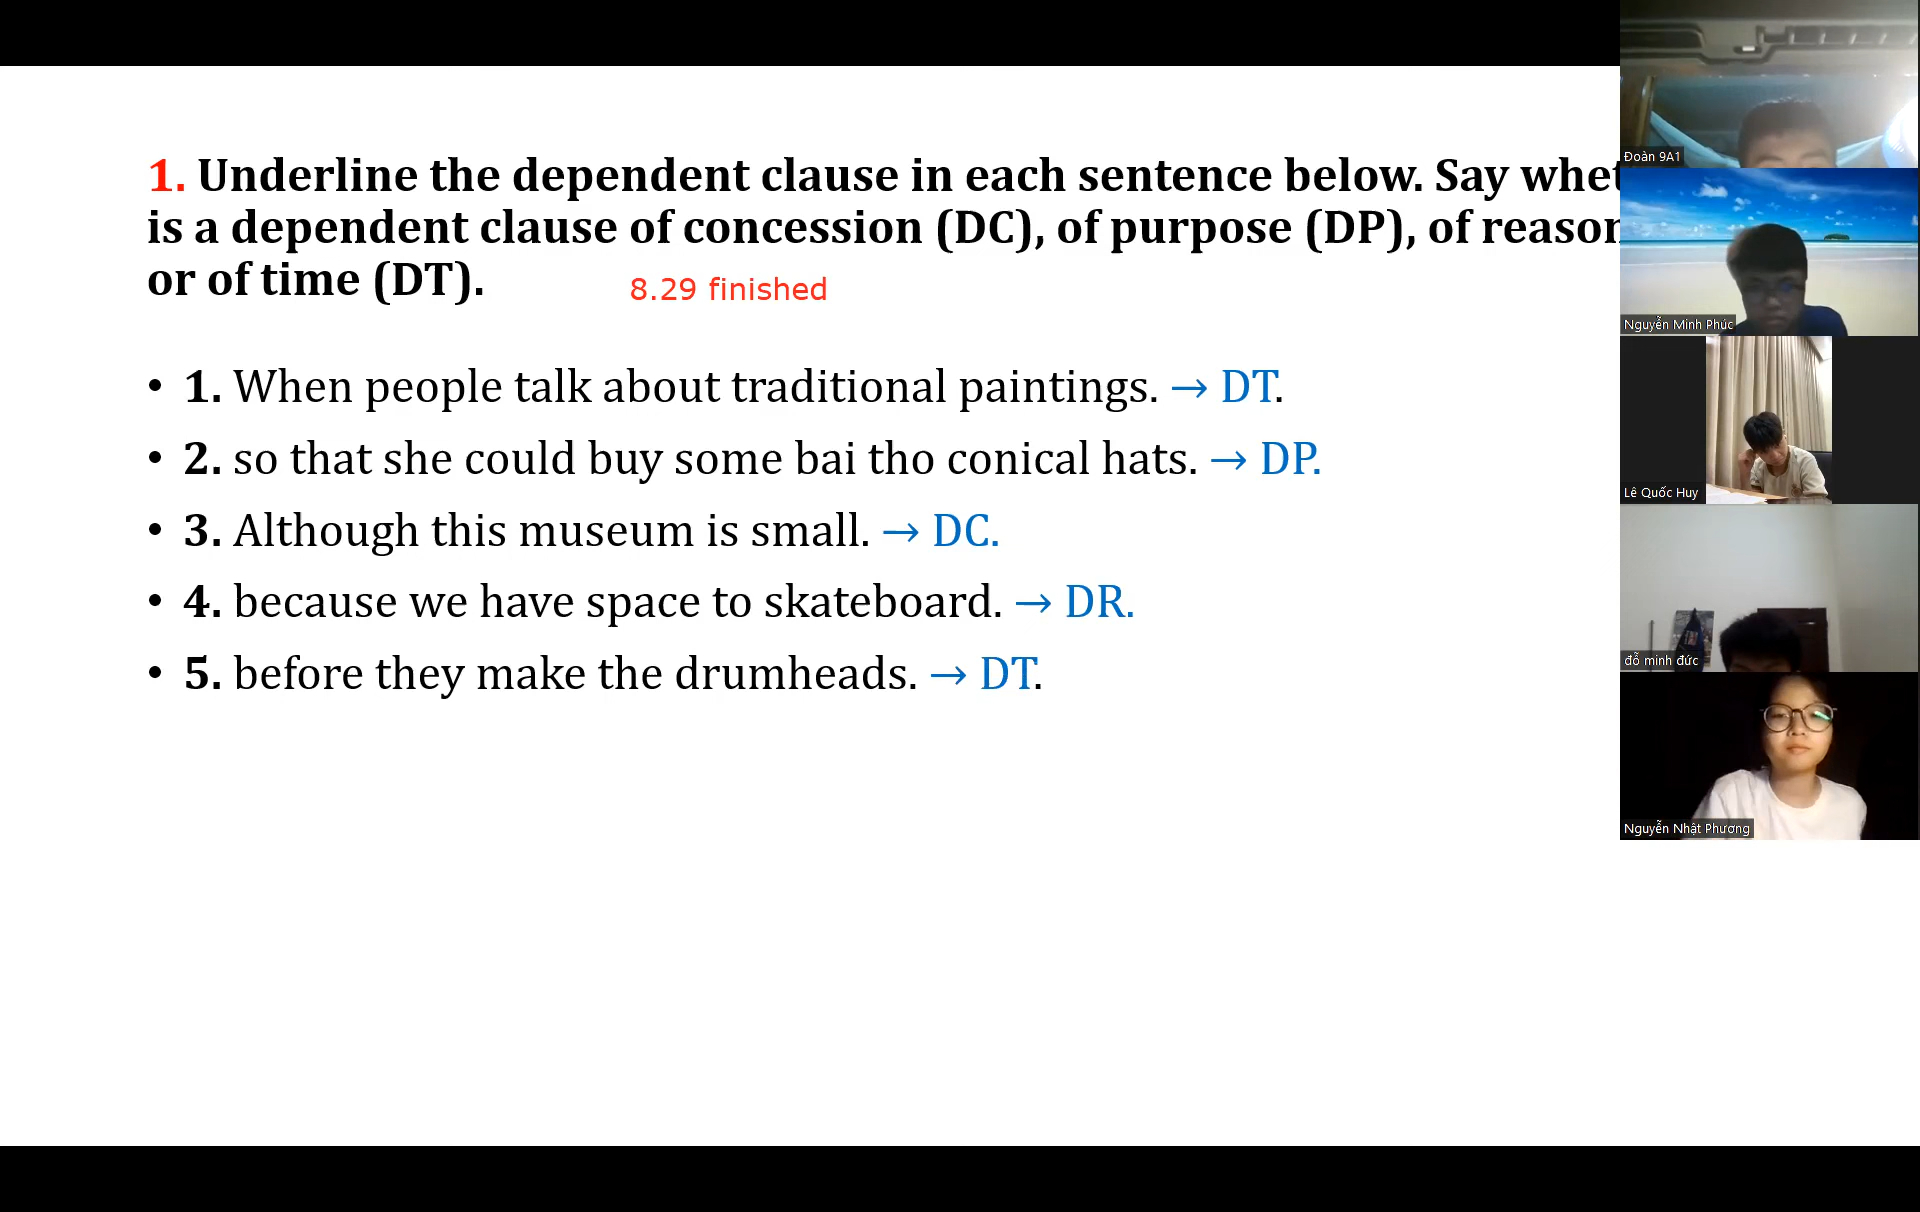 1. Underline the dependent clause in each sentence below. Say whet
is a dependent clause of concession (DC), of purpose (DP), of reason
or of time (DT).
8.29 finished
• 1. When people talk about traditional paintings. → DT.
• 2. so that she could buy some bai tho conical hats. → DP.
• 3. Although this museum is small. → DC.
• 4. because we have space to skateboard. → DR.
• 5. before they make the drumheads. → DT.
Đoàn 9A1
Nguyễn Minh Phúc
Lê Quốc Huy
đỗ minh đức
Nguyễn Nhật Phương